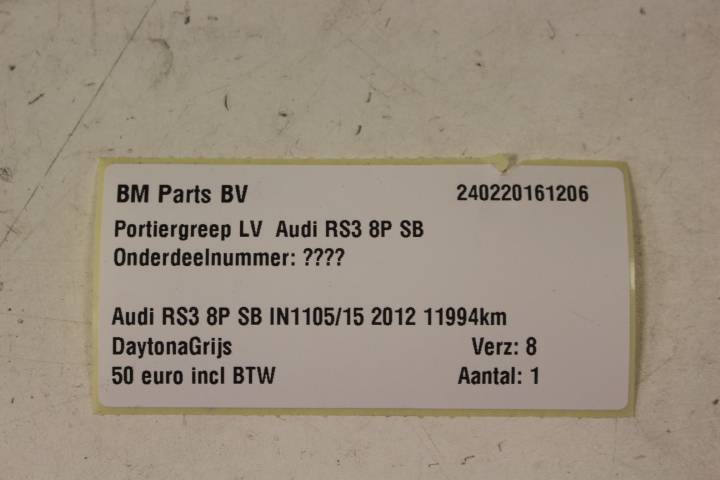 BM Parts BV 240220161206
Portiergreep LV Audi RS3 8P SB
Onderdeelnummer: ????
Audi RS3 8P SB IN1105/15 2012 11994km
DaytonaGrijs Verz: 8
50 euro incl BTW Aantal: 1